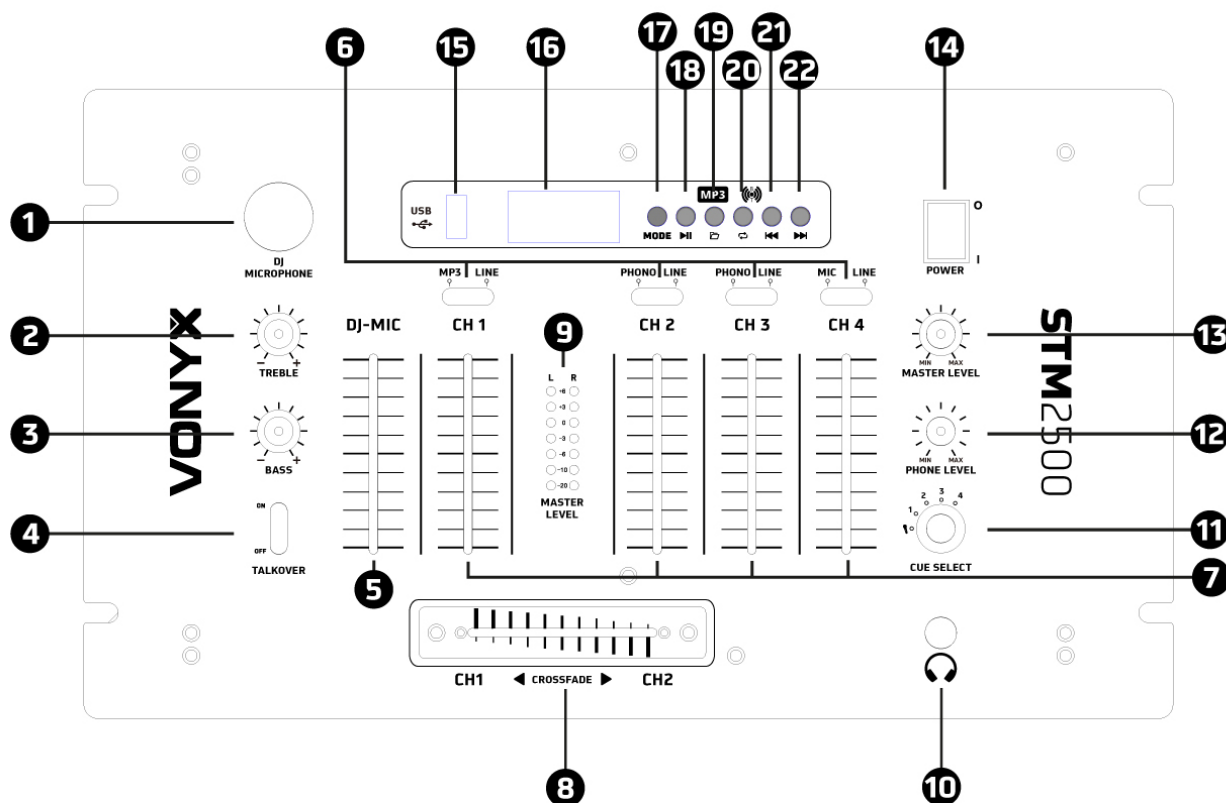 6
15
16
17
18
19
20
21
22
14
1
2
3
4
5
9
13
12
11
7
8
10
DJ
MICROPHONE
- +
TREBLE
- +
BASS
ON
OFF
TALKOVER
VONYX
USB
MP3
MODE
MP3 LINE
PHONO LINE
PHONO LINE
MIC LINE
DJ-MIC
CH 1
CH 2
CH 3
CH 4
L R
+6
+3
0
-3
-6
-10
-20
MASTER
LEVEL
CH1 CROSSFADE CH2
O
I
POWER
MIN MAX
MASTER LEVEL
MIN MAX
PHONE LEVEL
1 2 3 4
CUE SELECT
STM2500